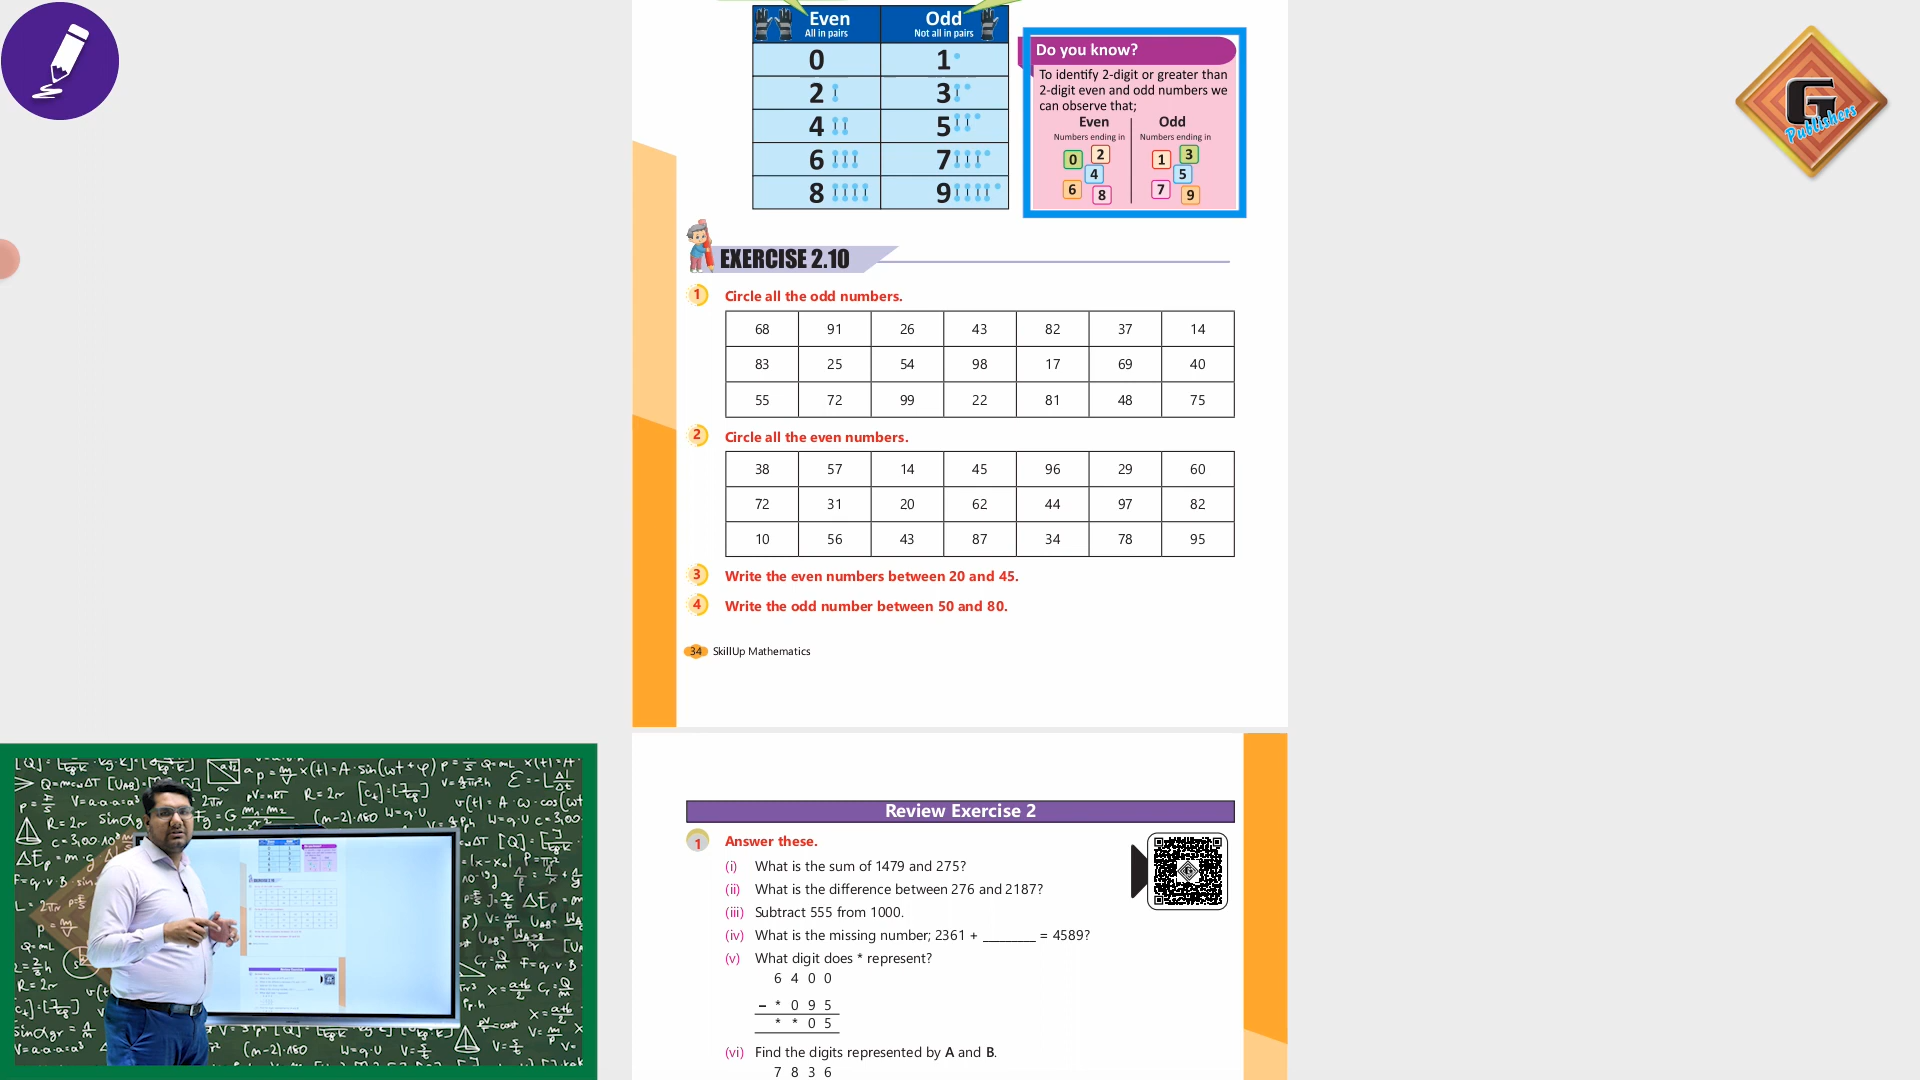 Even Odd
All in pairs Not all in pairs
0 1
2 3
4 5
6 7
8 9
Do you know?
To identify 2-digit or greater than
2-digit even and odd numbers we
can observe that;
Even Odd
Numbers ending in Numbers ending in
0 2 4 6 8
1 3 5 7 9
G
Publishers
EXERCISE 2.10
1 Circle all the odd numbers.
68 91 26 43 82 37 14
83 25 54 98 17 69 40
55 72 99 22 81 48 75
2 Circle all the even numbers.
38 57 14 45 96 29 60
72 31 20 62 44 97 82
10 56 43 87 34 78 95
3 Write the even numbers between 20 and 45.
4 Write the odd number between 50 and 80.
34 SkillUp Mathematics
Review Exercise 2
1 Answer these.
(i) What is the sum of 1479 and 275?
(ii) What is the difference between 276 and 2187?
(iii) Subtract 555 from 1000.
(iv) What is the missing number; 2361 + ________ = 4589?
(v) What digit does * represent?
6 4 0 0
– * 0 9 5
* * 0 5
(vi) Find the digits represented by A and B.
7 8 3 6